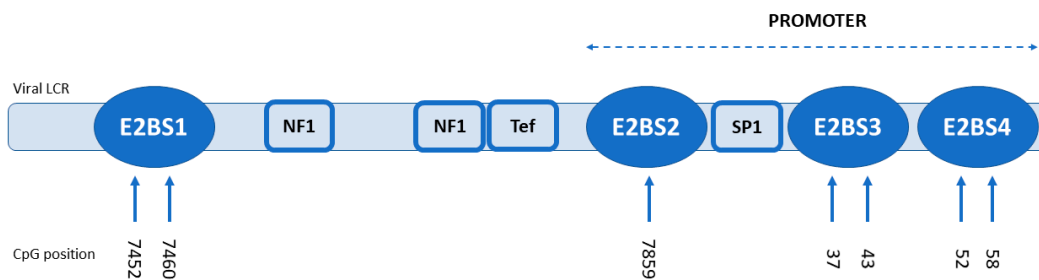 PROMOTER
Viral LCR
E2BS1 NF1 NF1 Tef E2BS2 SP1 E2BS3 E2BS4
CpG position 7452 7460 7859 37 43 52 58